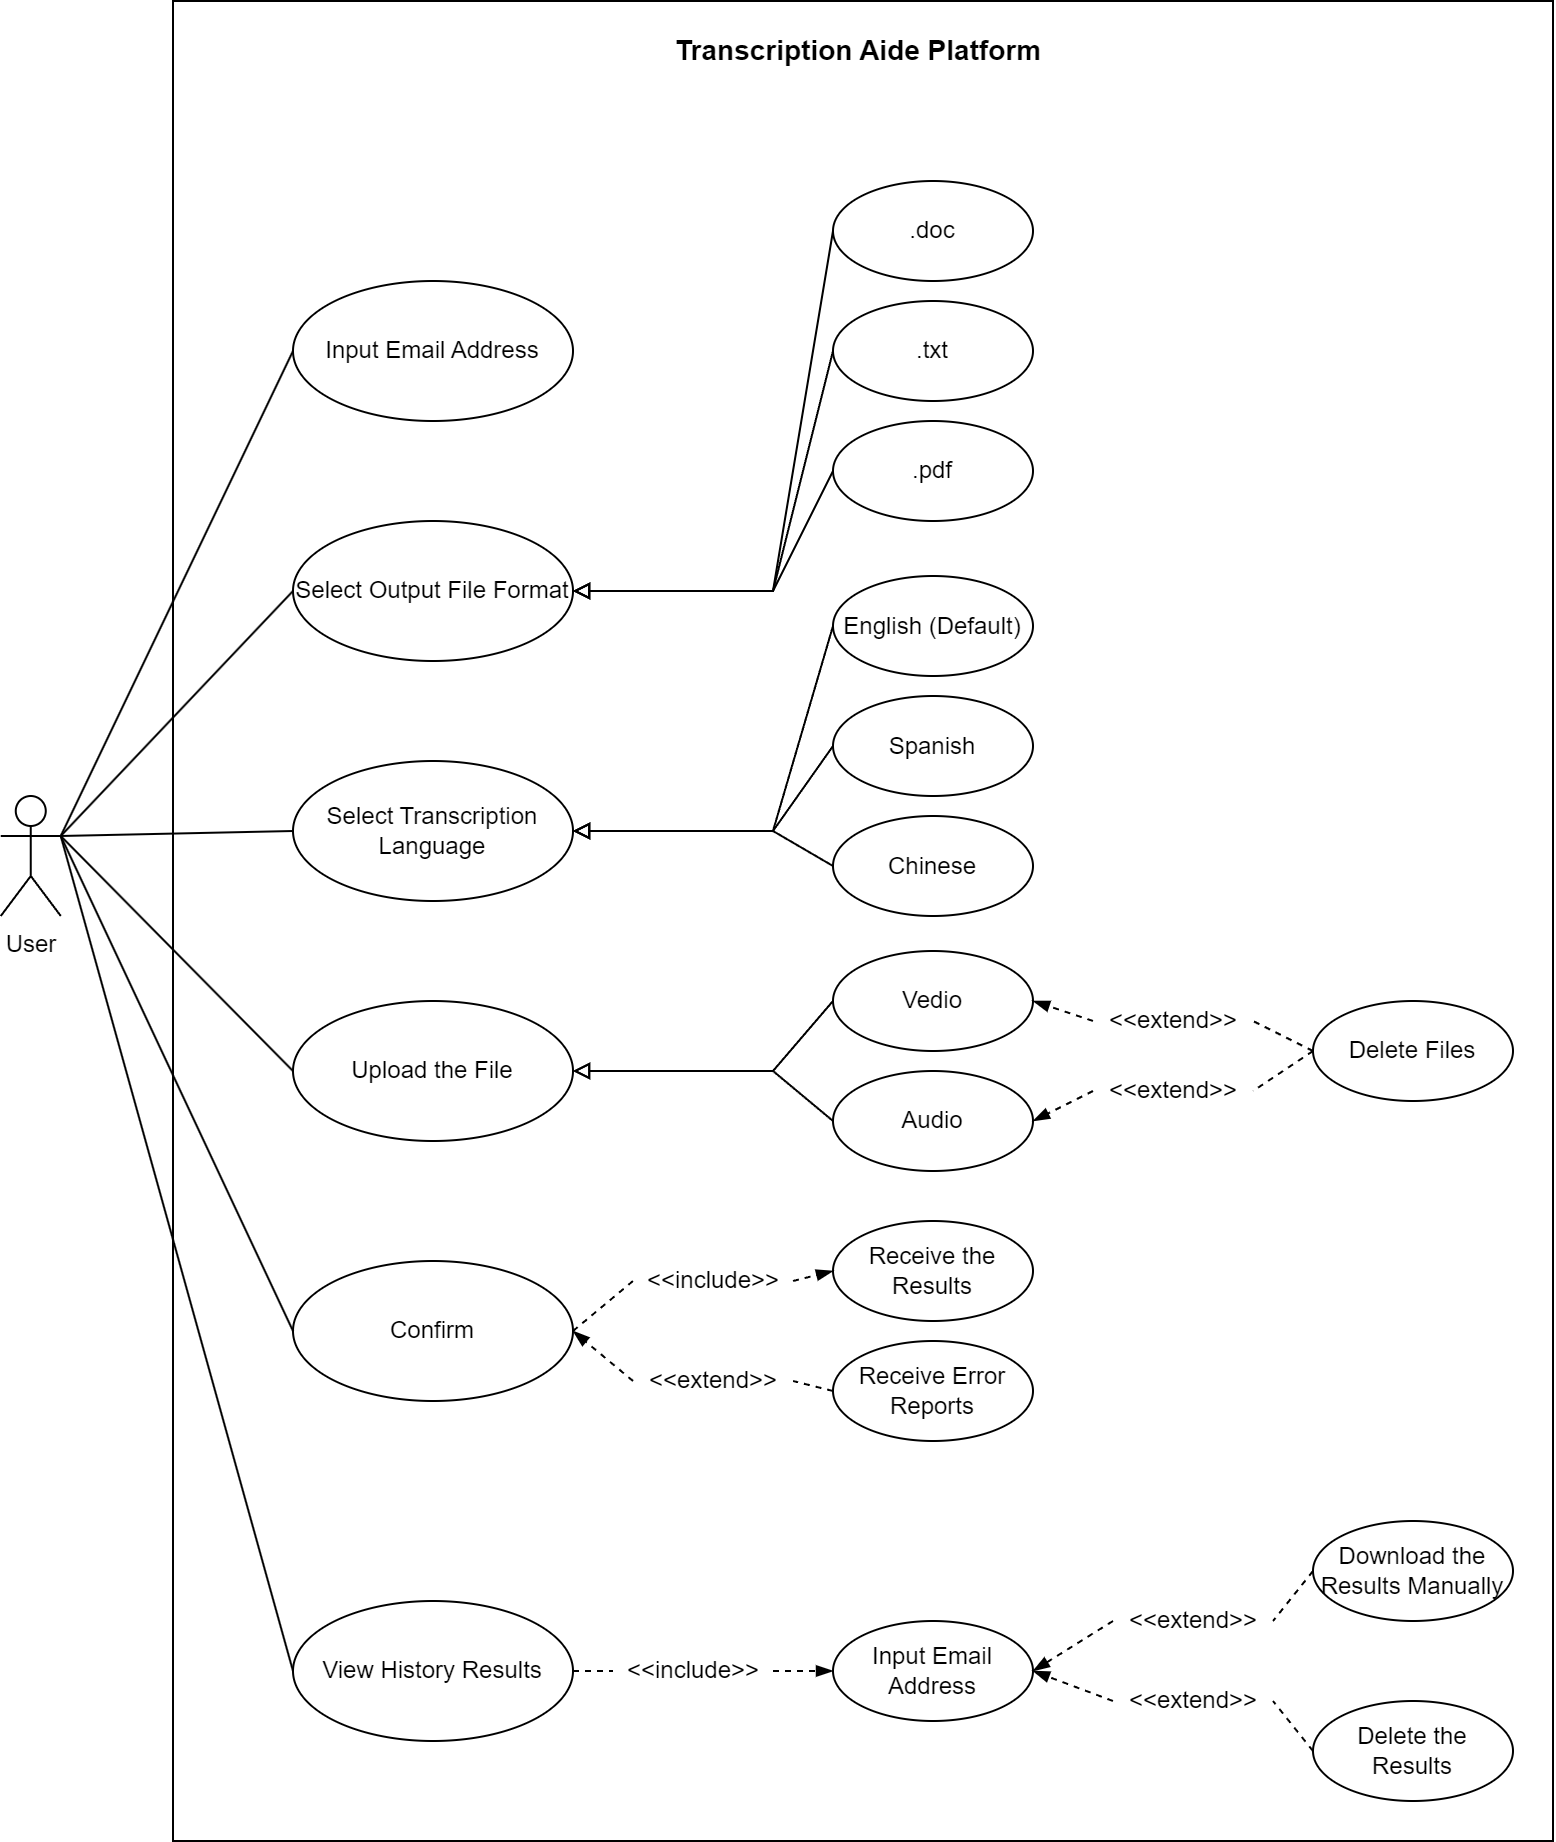 Transcription Aide Platform
.doc
Input Email Address
.txt
.pdf
Select Output File Format
English (Default)
Spanish
Select Transcription
Language
Chinese
User
Vedio
<<extend>>
Delete Files
Upload the File
<<extend>>
Audio
Receive the
Results
<<include>>
Confirm
<<extend>>
Receive Error
Reports
Download the
Results Manually
<<extend>>
View History Results
<<include>>
Input Email
Address
<<extend>>
Delete the
Results